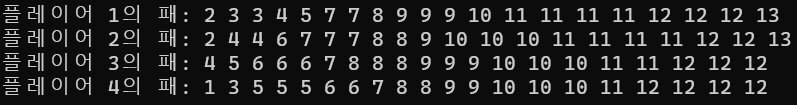 플레이어 1의 패: 2 3 3 4 5 7 7 8 9 9 9 10 11 11 11 11 12 12 12 13
플레이어 2의 패: 2 4 4 6 7 7 7 8 8 9 10 10 10 11 11 11 11 12 12 13
플레이어 3의 패: 4 5 6 6 6 7 8 8 8 9 9 9 10 10 10 11 11 12 12 12
플레이어 4의 패: 1 3 5 5 5 6 6 7 8 8 9 9 10 10 10 11 12 12 12 12